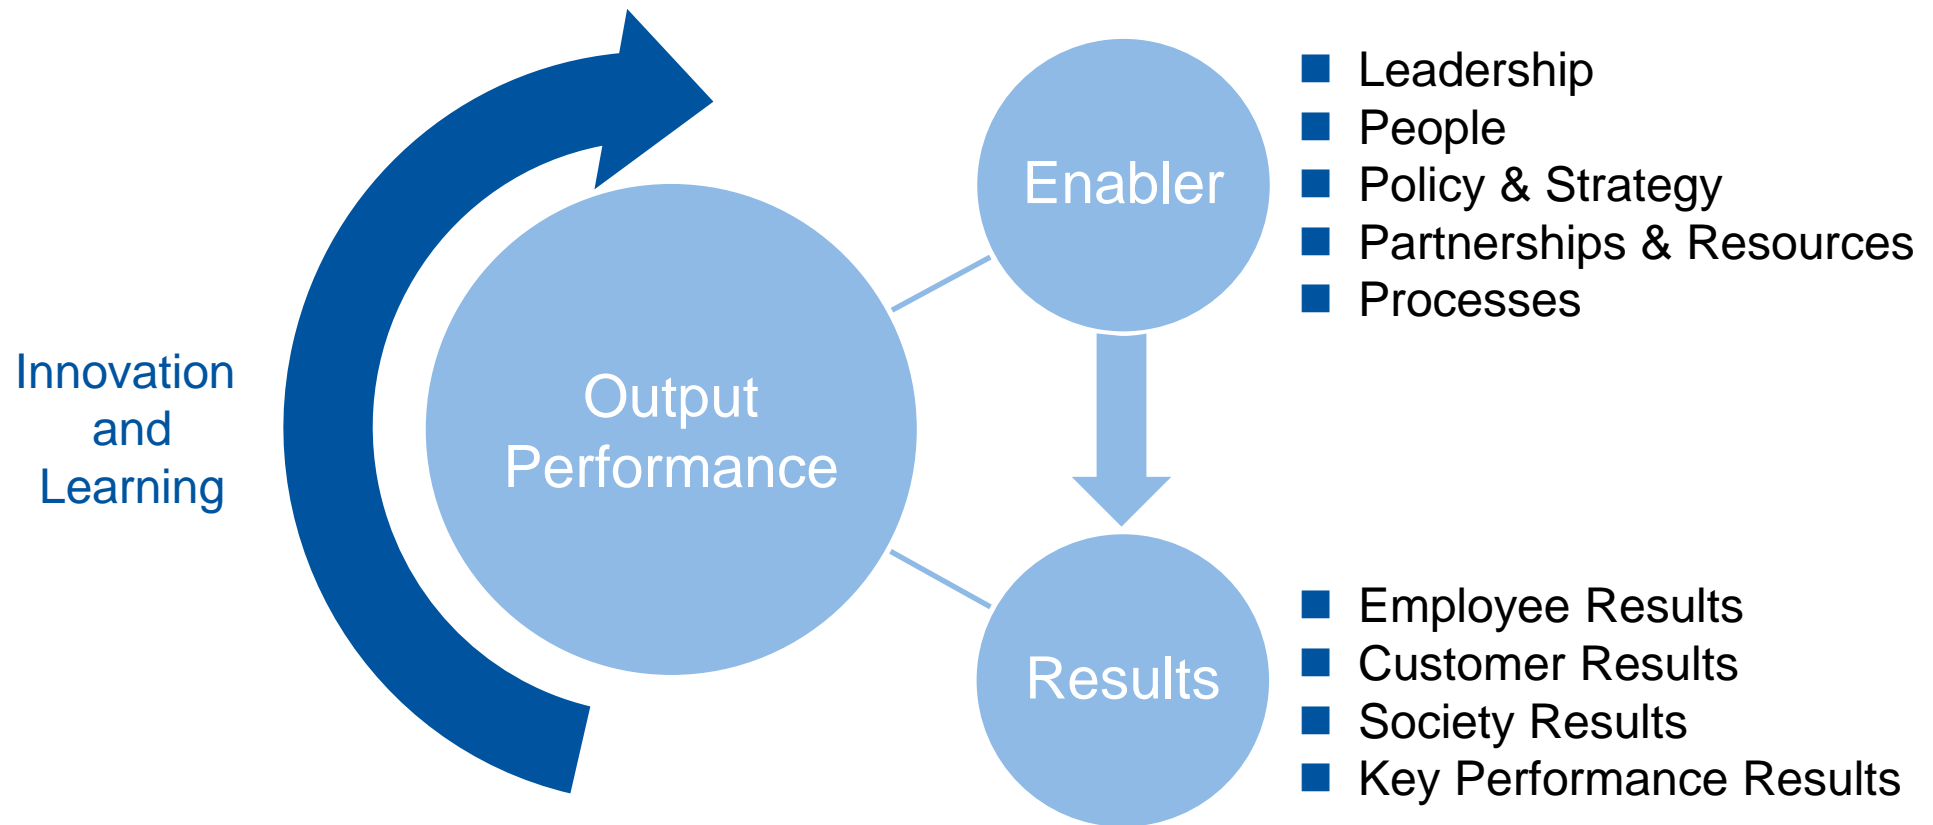 Innovation
and
Learning
Output
Performance
Enabler
Leadership
People
Policy & Strategy
Partnerships & Resources
Processes
Results
Employee Results
Customer Results
Society Results
Key Performance Results